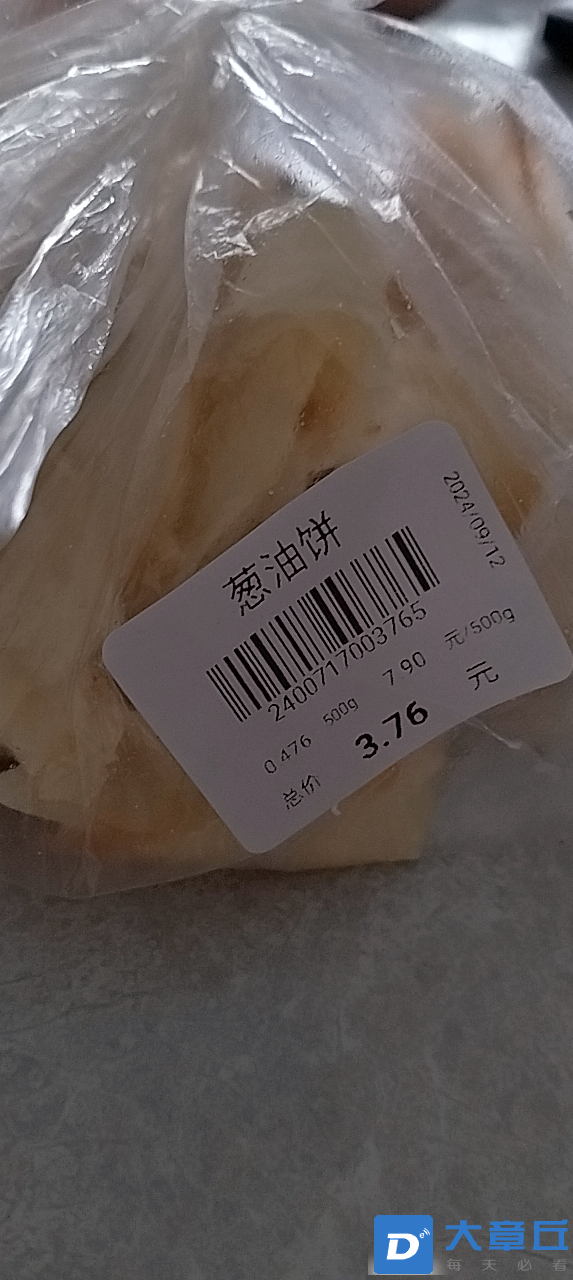 葱油饼
2024/09/12
2400717003765
0.476 500g 7.90 元/500g
总价 3.76 元
大章丘
每天必看